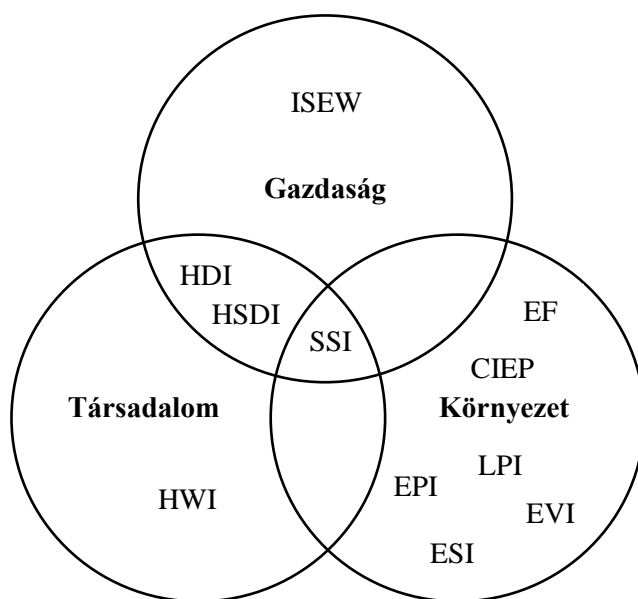 ISEW
Gazdaság
HDI
HSDI
SSI
EF
CIEP
Társadalom
Környezet
LPI
EPI
HWI
EVI
ESI